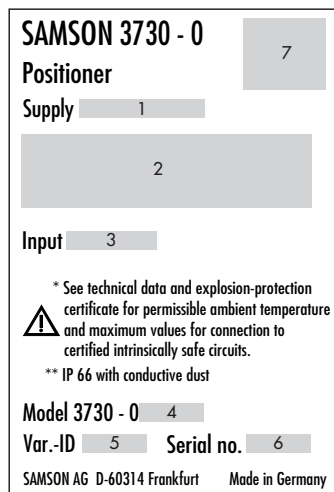 SAMSON 3730 - 0
7
Positioner
Supply 1
2
Input 3
* See technical data and explosion-protection
certificate for permissible ambient temperature
and maximum values for connection to
certified intrinsically safe circuits.
** IP 66 with conductive dust
Model 3730 - 0 4
Var.-ID 5 Serial no. 6
SAMSON AG D-60314 Frankfurt Made in Germany